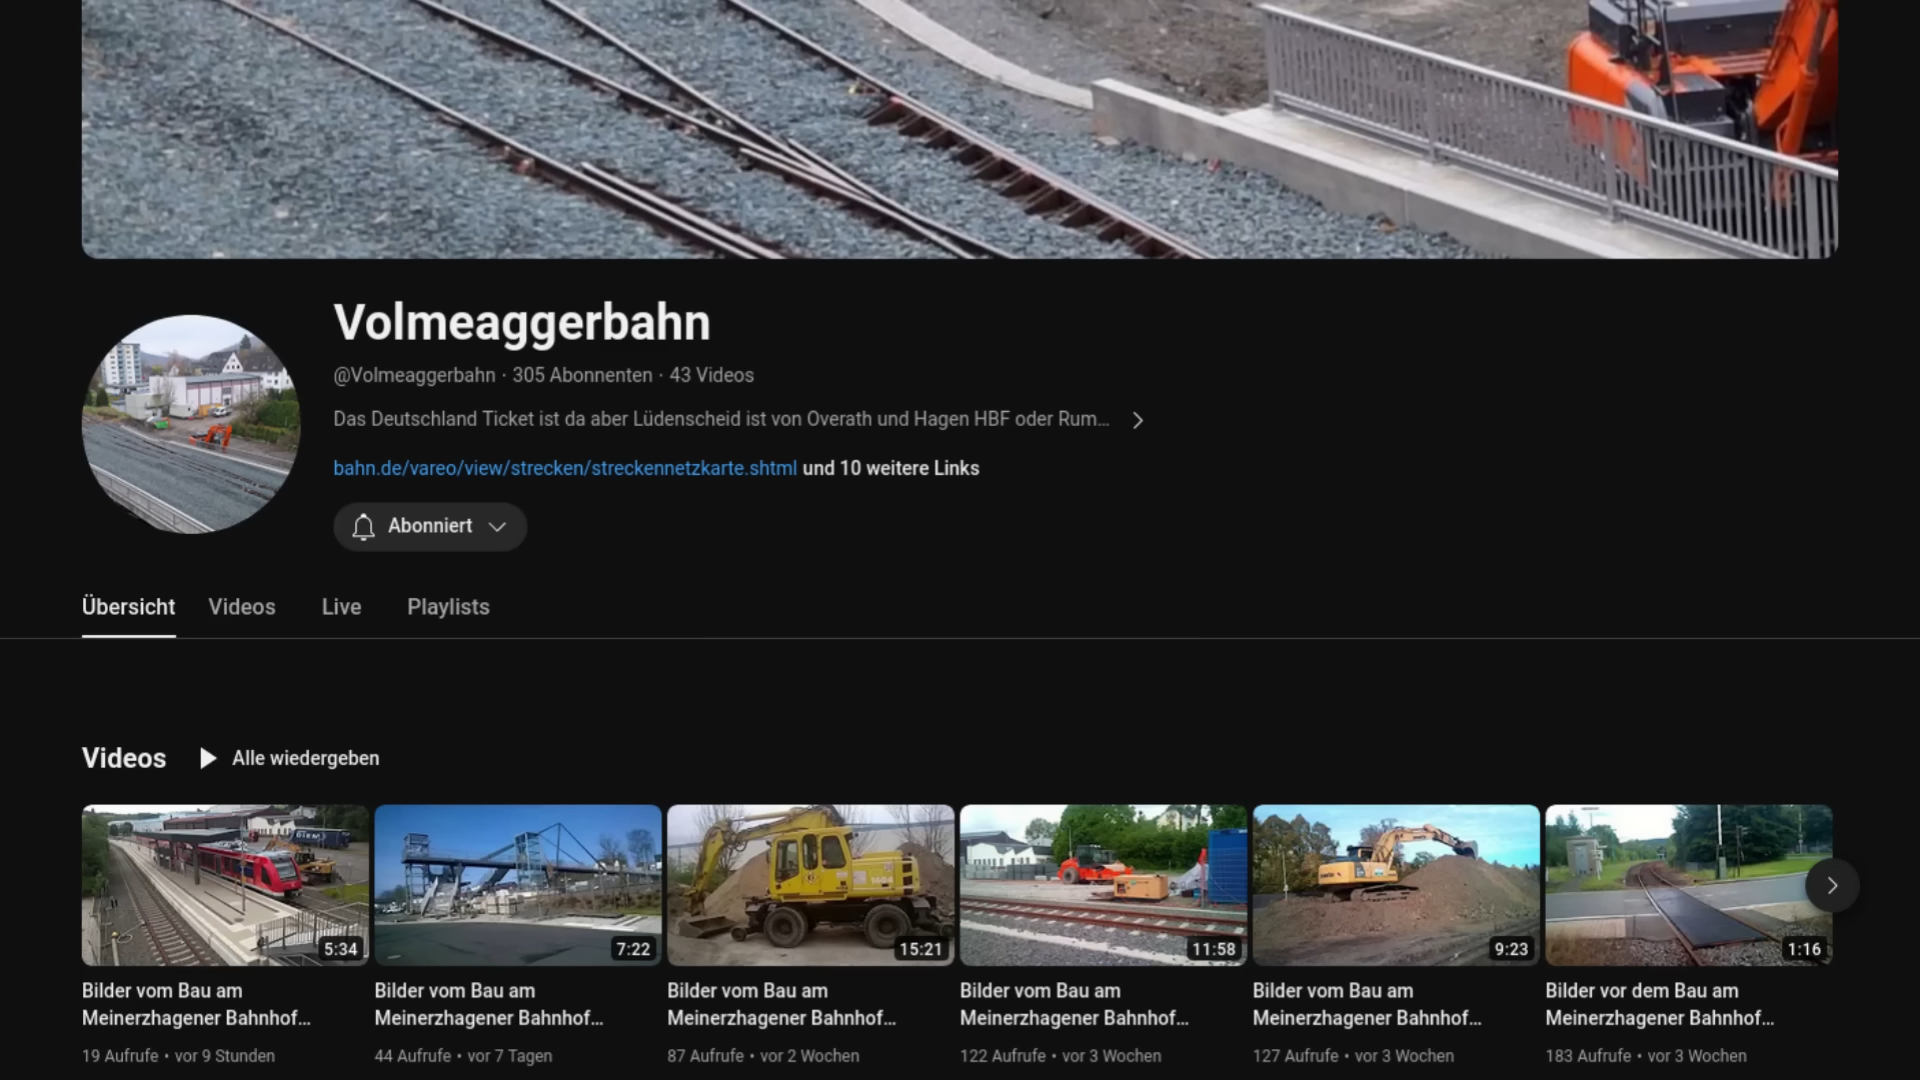 Volmeaggerbahn
@Volmeaggerbahn · 305 Abonnenten · 43 Videos
Das Deutschland Ticket ist da aber Lüdenscheid ist von Overath und Hagen HBF oder Rum...
bahn.de/vareo/view/strecken/streckennetzkarte.shtml und 10 weitere Links
Abonniert
Übersicht Videos Live Playlists
Videos Alle wiedergeben
5:34 7:22 15:21 11:58 9:23 1:16
Bilder vom Bau am
Meinerzhagener Bahnhof...
19 Aufrufe • vor 9 Stunden
Bilder vom Bau am
Meinerzhagener Bahnhof...
44 Aufrufe • vor 7 Tagen
Bilder vom Bau am
Meinerzhagener Bahnhof...
87 Aufrufe • vor 2 Wochen
Bilder vom Bau am
Meinerzhagener Bahnhof...
122 Aufrufe • vor 3 Wochen
Bilder vom Bau am
Meinerzhagener Bahnhof...
127 Aufrufe • vor 3 Wochen
Bilder vor dem Bau am
Meinerzhagener Bahnhof...
183 Aufrufe • vor 3 Wochen